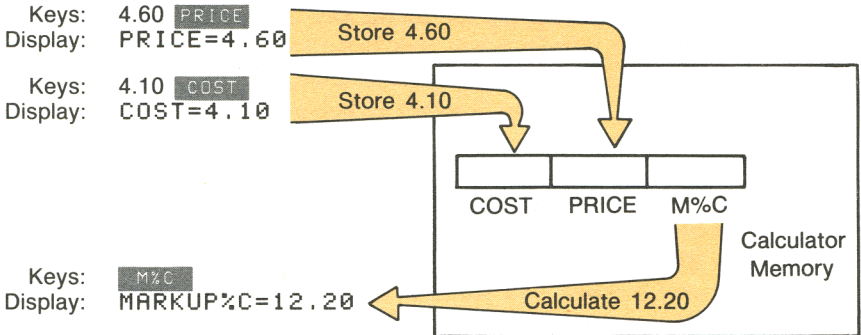 Keys: 4.60 PRICE
Display: PRICE=4.60
Store 4.60
Keys: 4.10 COST
Display: COST=4.10
Store 4.10
COST PRICE M%C
Calculator
Memory
Keys: M%C
Display: MARKUP%C=12.20
Calculate 12.20